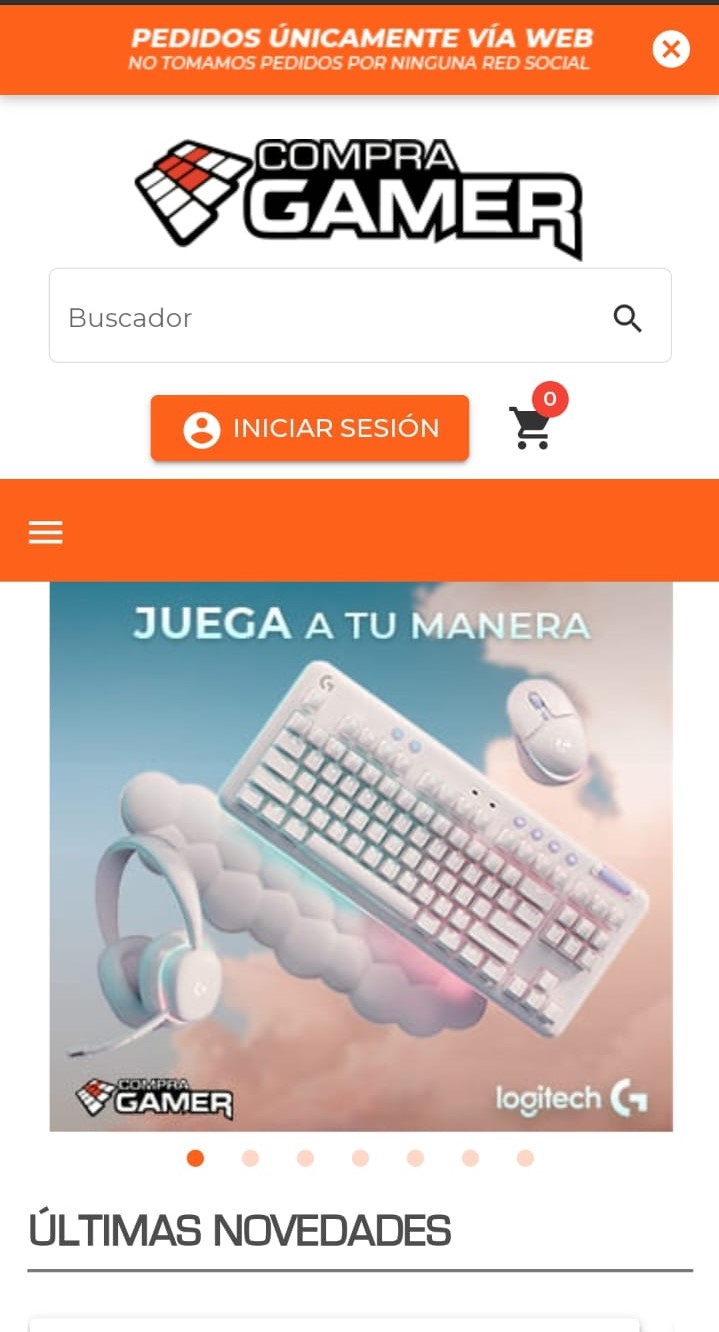 PEDIDOS ÚNICAMENTE VÍA WEB
NO TOMAMOS PEDIDOS POR NINGUNA RED SOCIAL
COMPRA
GAMER
Buscador
INICIAR SESIÓN
0
JUEGA A TU MANERA
COMPRA
GAMER
logitech G
ÚLTIMAS NOVEDADES